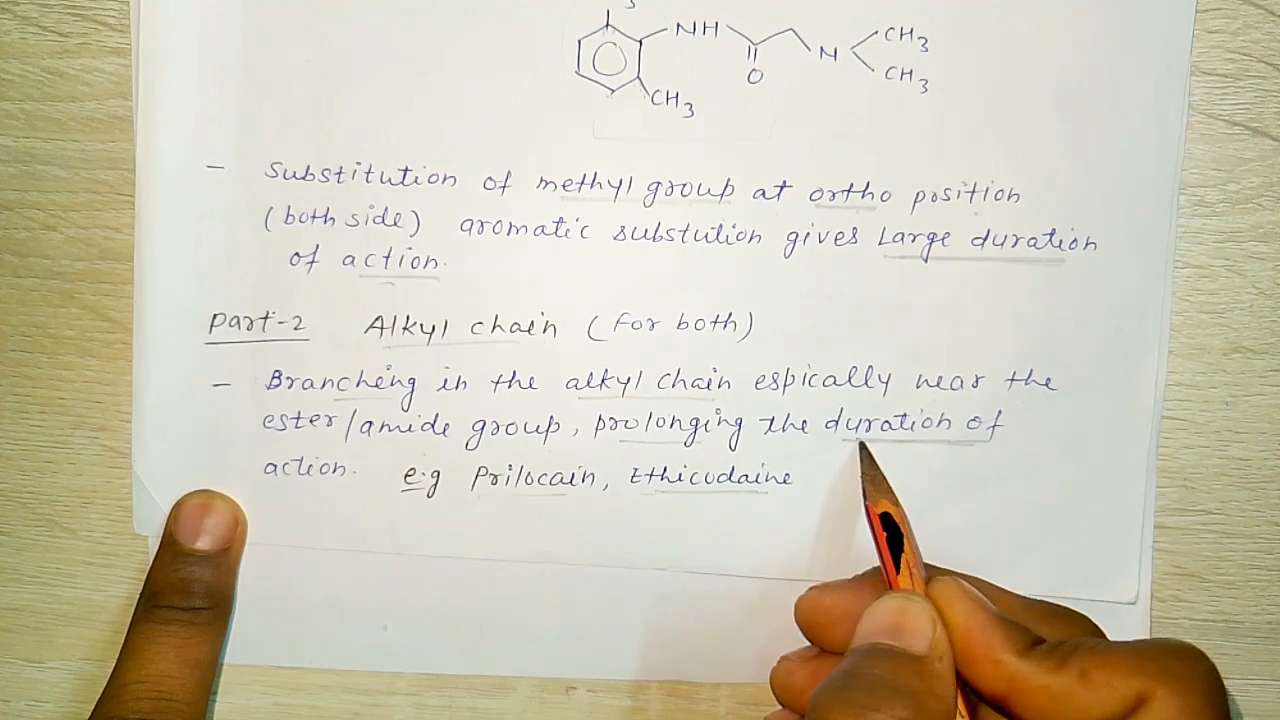 NH
N
CH3
CH3
O
CH3
- Substitution of methyl group at ortho position
(both side) aromatic substution gives Large duration
of action.
Part-2 Alkyl chain (for both)
- Branching in the alkyl chain espically near the
ester/amide group, prolonging the duration of
action. e.g Prilocain, Ethicodaine